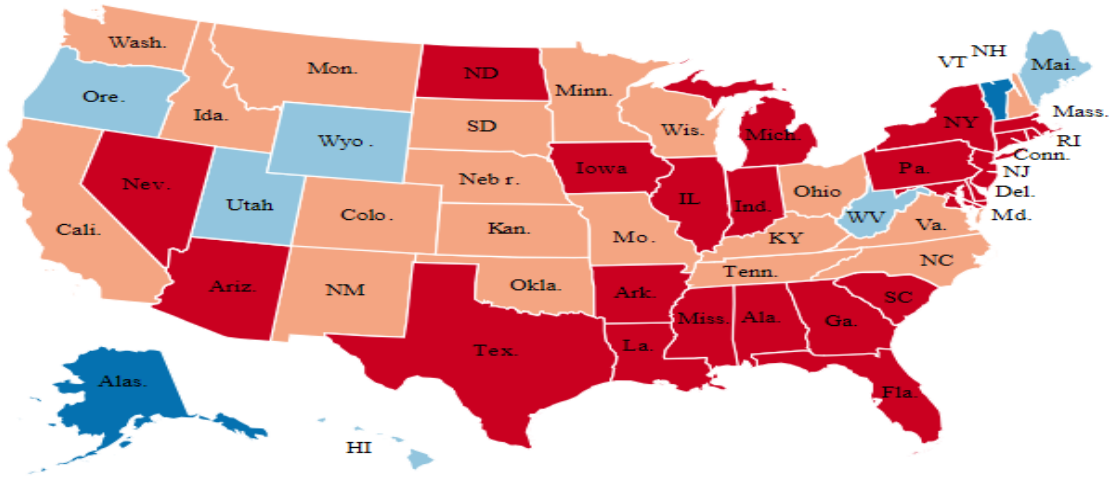 NH
VT
Mai.
Wash.
Mon.
ND
Minn.
Ore.
Mass.
Ida.
SD
Wis.
NY
Mich.
RI
Wyo .
Conn.
Iowa
Pa.
NJ
Nev.
Neb r.
Ohio
Del.
Utah
IL
Ind.
WV
Md.
Colo.
Cali.
Kan.
Mo.
KY
Va.
NC
Tenn.
Ariz.
NM
Okla.
Ark.
SC
Miss.
Ala.
Ga.
Tex.
La.
Alas.
Fla.
HI